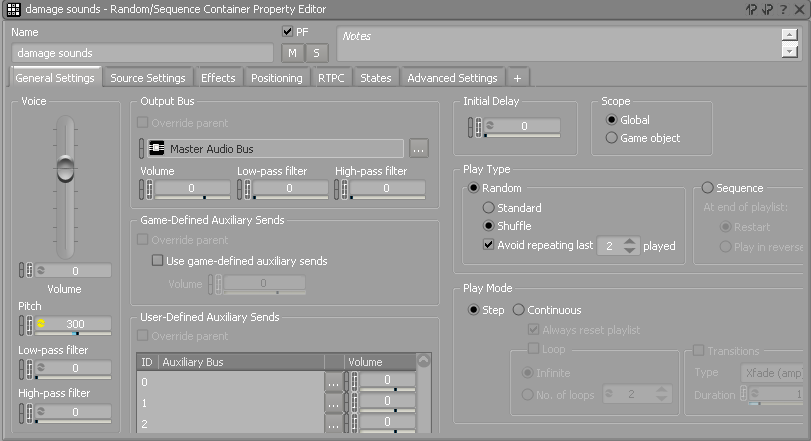 damage sounds - Random/Sequence Container Property Editor
Name
PF
Notes
damage sounds
M S
General Settings Source Settings Effects Positioning RTPC States Advanced Settings +
Voice
0
Volume
Pitch
300
Low-pass filter
0
High-pass filter
0
Output Bus
Override parent
Master Audio Bus ...
Volume Low-pass filter High-pass filter
0 0 0
Game-Defined Auxiliary Sends
Override parent
Use game-defined auxiliary sends
Volume 0
User-Defined Auxiliary Sends
Override parent
ID Auxiliary Bus Volume
0 ... 0
1 ... 0
2 ... 0
Initial Delay
0
Scope
Global
Game object
Play Type
Random
Standard
Shuffle
Avoid repeating last 2 played
Sequence
At end of playlist:
Restart
Play in reverse
Play Mode
Step Continuous
Always reset playlist
Loop
Infinite
No. of loops 2
Transitions
Type Xfade (amp)
Duration 1